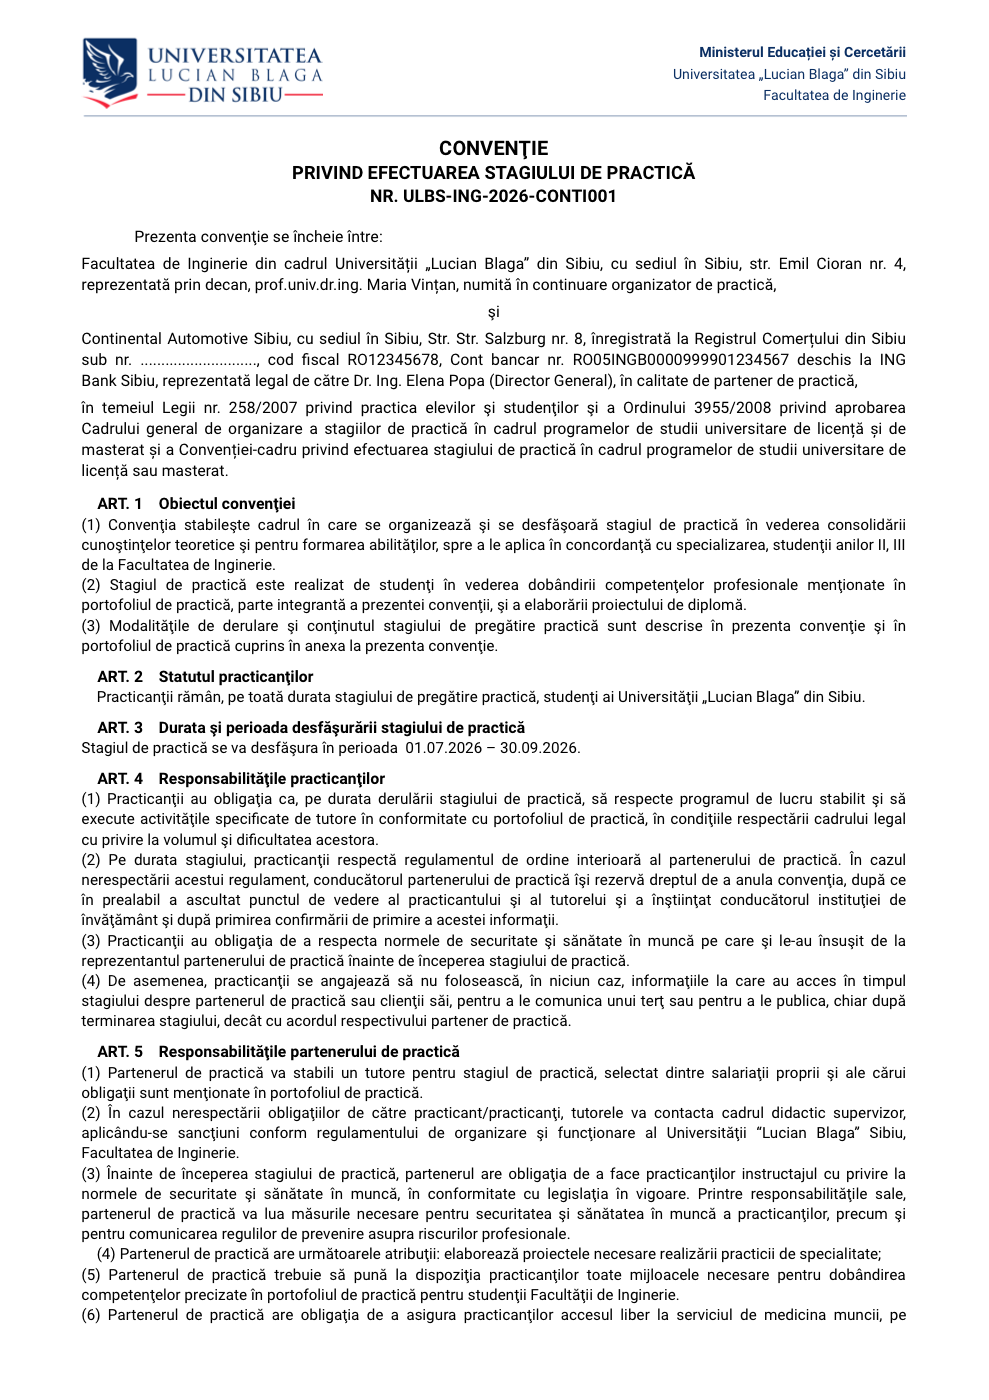 UNIVERSITATEA
LUCIAN BLAGA
DIN SIBIU
Ministerul Educației și Cercetării
Universitatea „Lucian Blaga” din Sibiu
Facultatea de Inginerie
CONVENŢIE
PRIVIND EFECTUAREA STAGIULUI DE PRACTICĂ
NR. ULBS-ING-2026-CONTI001
Prezenta convenţie se încheie între:
Facultatea de Inginerie din cadrul Universității „Lucian Blaga” din Sibiu, cu sediul în Sibiu, str. Emil Cioran nr. 4,
reprezentată prin decan, prof.univ.dr.ing. Maria Vințan, numită în continuare organizator de practică,
şi
Continental Automotive Sibiu, cu sediul în Sibiu, Str. Str. Salzburg nr. 8, înregistrată la Registrul Comerțului din Sibiu
sub nr. ............................, cod fiscal RO12345678, Cont bancar nr. RO05INGB0000999901234567 deschis la ING
Bank Sibiu, reprezentată legal de către Dr. Ing. Elena Popa (Director General), în calitate de partener de practică,
în temeiul Legii nr. 258/2007 privind practica elevilor şi studenţilor şi a Ordinului 3955/2008 privind aprobarea
Cadrului general de organizare a stagiilor de practică în cadrul programelor de studii universitare de licență și de
masterat și a Convenției-cadru privind efectuarea stagiului de practică în cadrul programelor de studii universitare de
licență sau masterat.
ART. 1 Obiectul convenţiei
(1) Convenţia stabileşte cadrul în care se organizează şi se desfăşoară stagiul de practică în vederea consolidării
cunoştinţelor teoretice şi pentru formarea abilităţilor, spre a le aplica în concordanţă cu specializarea, studenţii anilor II, III
de la Facultatea de Inginerie.
(2) Stagiul de practică este realizat de studenţi în vederea dobândirii competenţelor profesionale menţionate în
portofoliul de practică, parte integrantă a prezentei convenţii, şi a elaborării proiectului de diplomă.
(3) Modalităţile de derulare şi conţinutul stagiului de pregătire practică sunt descrise în prezenta convenţie şi în
portofoliul de practică cuprins în anexa la prezenta convenţie.
ART. 2 Statutul practicanţilor
Practicanţii rămân, pe toată durata stagiului de pregătire practică, studenţi ai Universităţii „Lucian Blaga” din Sibiu.
ART. 3 Durata şi perioada desfăşurării stagiului de practică
Stagiul de practică se va desfăşura în perioada 01.07.2026 – 30.09.2026.
ART. 4 Responsabilităţile practicanţilor
(1) Practicanţii au obligaţia ca, pe durata derulării stagiului de practică, să respecte programul de lucru stabilit şi să
execute activităţile specificate de tutore în conformitate cu portofoliul de practică, în condiţiile respectării cadrului legal
cu privire la volumul şi dificultatea acestora.
(2) Pe durata stagiului, practicanţii respectă regulamentul de ordine interioară al partenerului de practică. În cazul
nerespectării acestui regulament, conducătorul partenerului de practică îşi rezervă dreptul de a anula convenţia, după ce
în prealabil a ascultat punctul de vedere al practicantului şi al tutorelui şi a înştiinţat conducătorul instituţiei de
învăţământ şi după primirea confirmării de primire a acestei informaţii.
(3) Practicanţii au obligaţia de a respecta normele de securitate şi sănătate în muncă pe care şi le-au însuşit de la
reprezentantul partenerului de practică înainte de începerea stagiului de practică.
(4) De asemenea, practicanţii se angajează să nu folosească, în niciun caz, informaţiile la care au acces în timpul
stagiului despre partenerul de practică sau clienţii săi, pentru a le comunica unui terţ sau pentru a le publica, chiar după
terminarea stagiului, decât cu acordul respectivului partener de practică.
ART. 5 Responsabilităţile partenerului de practică
(1) Partenerul de practică va stabili un tutore pentru stagiul de practică, selectat dintre salariaţii proprii şi ale cărui
obligaţii sunt menţionate în portofoliul de practică.
(2) În cazul nerespectării obligaţiilor de către practicant/practicanţi, tutorele va contacta cadrul didactic supervizor,
aplicându-se sancţiuni conform regulamentului de organizare şi funcţionare al Universităţii “Lucian Blaga” Sibiu,
Facultatea de Inginerie.
(3) Înainte de începerea stagiului de practică, partenerul are obligaţia de a face practicanţilor instructajul cu privire la
normele de securitate şi sănătate în muncă, în conformitate cu legislaţia în vigoare. Printre responsabilităţile sale,
partenerul de practică va lua măsurile necesare pentru securitatea şi sănătatea în muncă a practicanţilor, precum şi
pentru comunicarea regulilor de prevenire asupra riscurilor profesionale.
(4) Partenerul de practică are următoarele atribuţii: elaborează proiectele necesare realizării practicii de specialitate;
(5) Partenerul de practică trebuie să pună la dispoziţia practicanţilor toate mijloacele necesare pentru dobândirea
competenţelor precizate în portofoliul de practică pentru studenţii Facultăţii de Inginerie.
(6) Partenerul de practică are obligaţia de a asigura practicanţilor accesul liber la serviciul de medicina muncii, pe